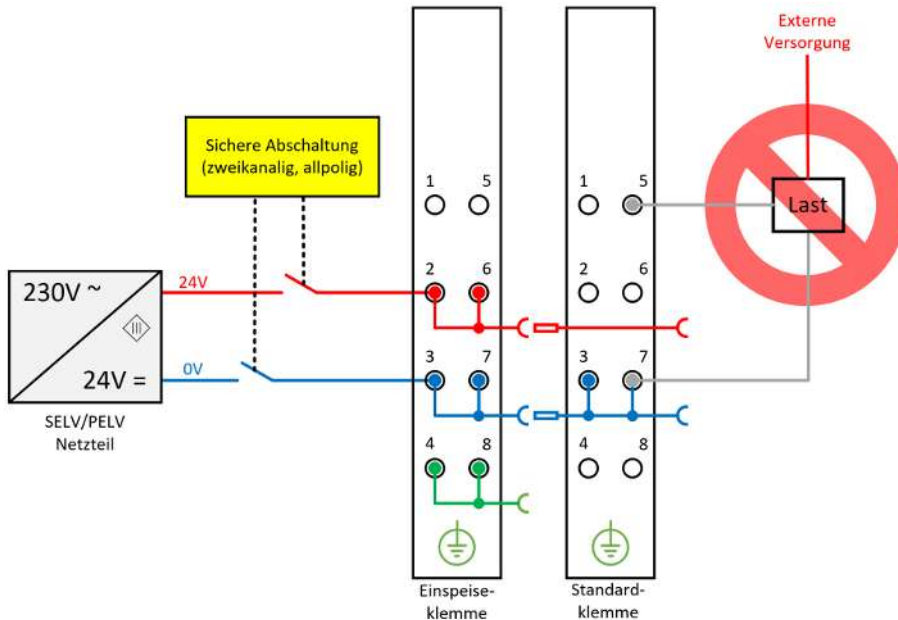 Externe
Versorgung
Sichere Abschaltung
(zweikanalig, allpolig)
1 5
1 5
Last
2 6
2 6
24V
230V ~
III
24V =
0V
3 7
3 7
SELV/PELV
Netzteil
4 8
4 8
Einspeise-
klemme
Standard-
klemme